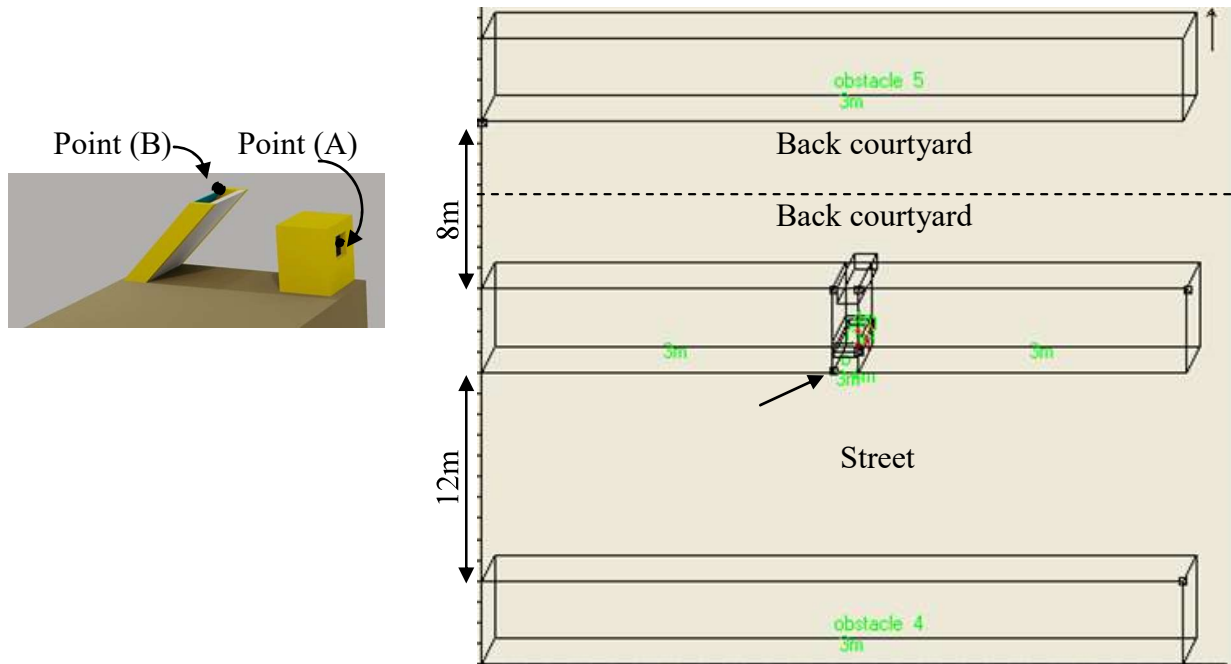 Point (B)
Point (A)
obstacle 5
3m
Back courtyard
Back courtyard
8m
3m
3m
3m
12m
Street
obstacle 4
3m